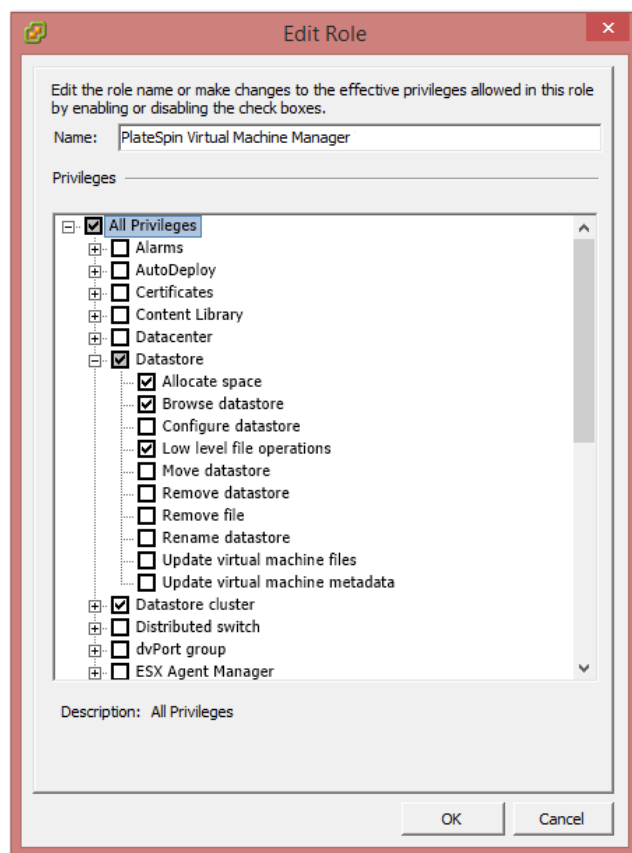 Edit Role
Edit the role name or make changes to the effective privileges allowed in this role
by enabling or disabling the check boxes.
Name: PlateSpin Virtual Machine Manager
Privileges
All Privileges
Alarms
AutoDeploy
Certificates
Content Library
Datacenter
Datastore
Allocate space
Browse datastore
Configure datastore
Low level file operations
Move datastore
Remove datastore
Remove file
Rename datastore
Update virtual machine files
Update virtual machine metadata
Datastore cluster
Distributed switch
dvPort group
ESX Agent Manager
Description: All Privileges
OK Cancel